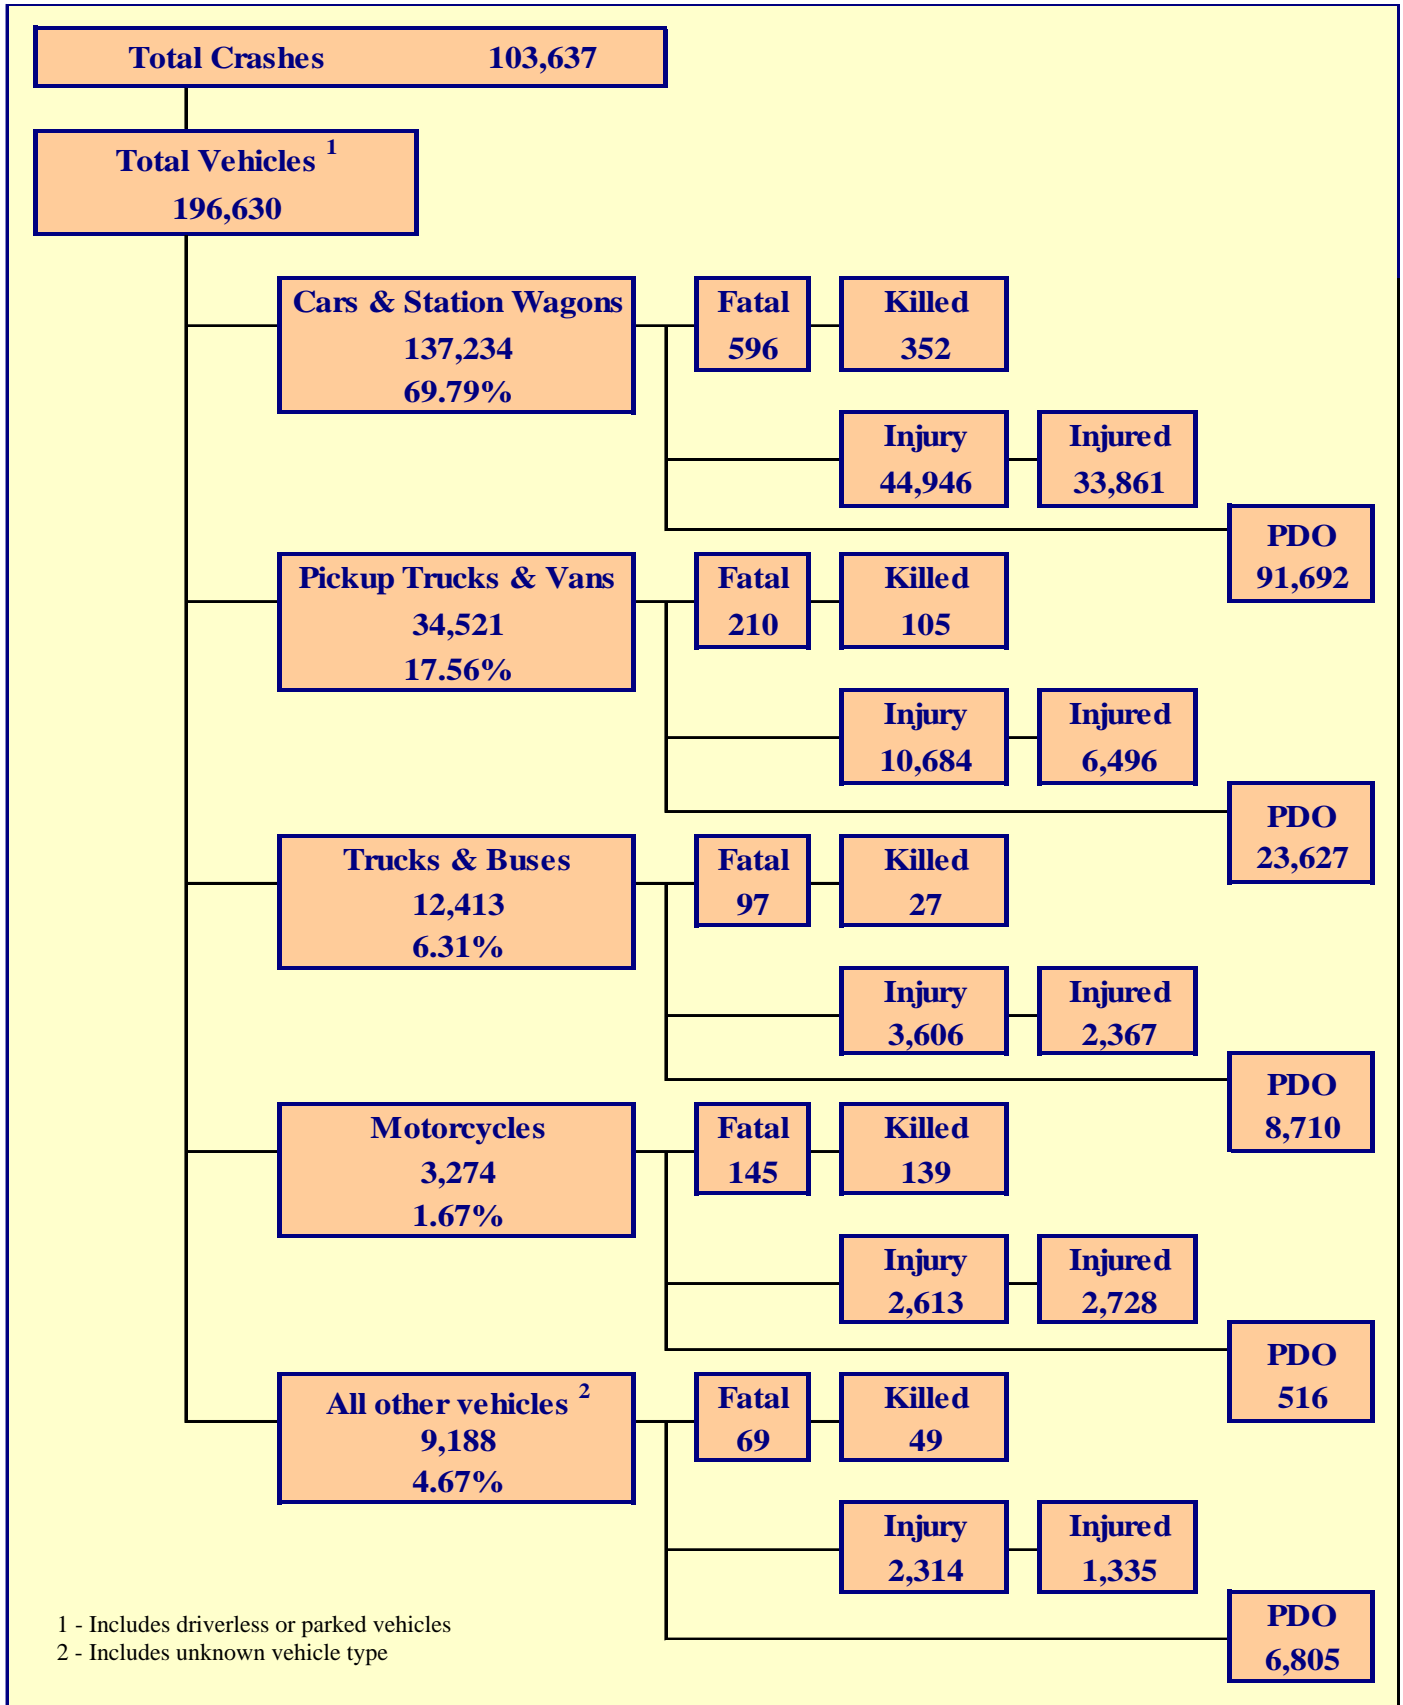 Total Crashes 103,637
Total Vehicles 1
196,630
Cars & Station Wagons
137,234
69.79%
Fatal
596
Killed
352
Injury
44,946
Injured
33,861
PDO
91,692
Pickup Trucks & Vans
34,521
17.56%
Fatal
210
Killed
105
Injury
10,684
Injured
6,496
PDO
23,627
Trucks & Buses
12,413
6.31%
Fatal
97
Killed
27
Injury
3,606
Injured
2,367
PDO
8,710
Motorcycles
3,274
1.67%
Fatal
145
Killed
139
Injury
2,613
Injured
2,728
PDO
516
All other vehicles 2
9,188
4.67%
Fatal
69
Killed
49
Injury
2,314
Injured
1,335
PDO
6,805
1 - Includes driverless or parked vehicles
2 - Includes unknown vehicle type